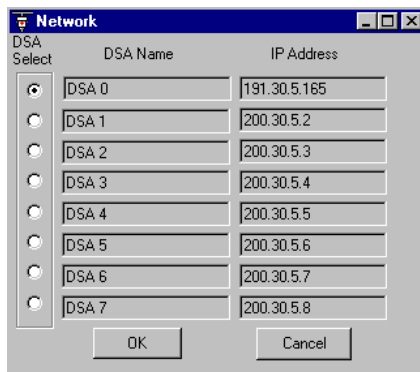 Network
DSA Select DSA Name IP Address
DSA 0 191.30.5.165
DSA 1 200.30.5.2
DSA 2 200.30.5.3
DSA 3 200.30.5.4
DSA 4 200.30.5.5
DSA 5 200.30.5.6
DSA 6 200.30.5.7
DSA 7 200.30.5.8
OK Cancel